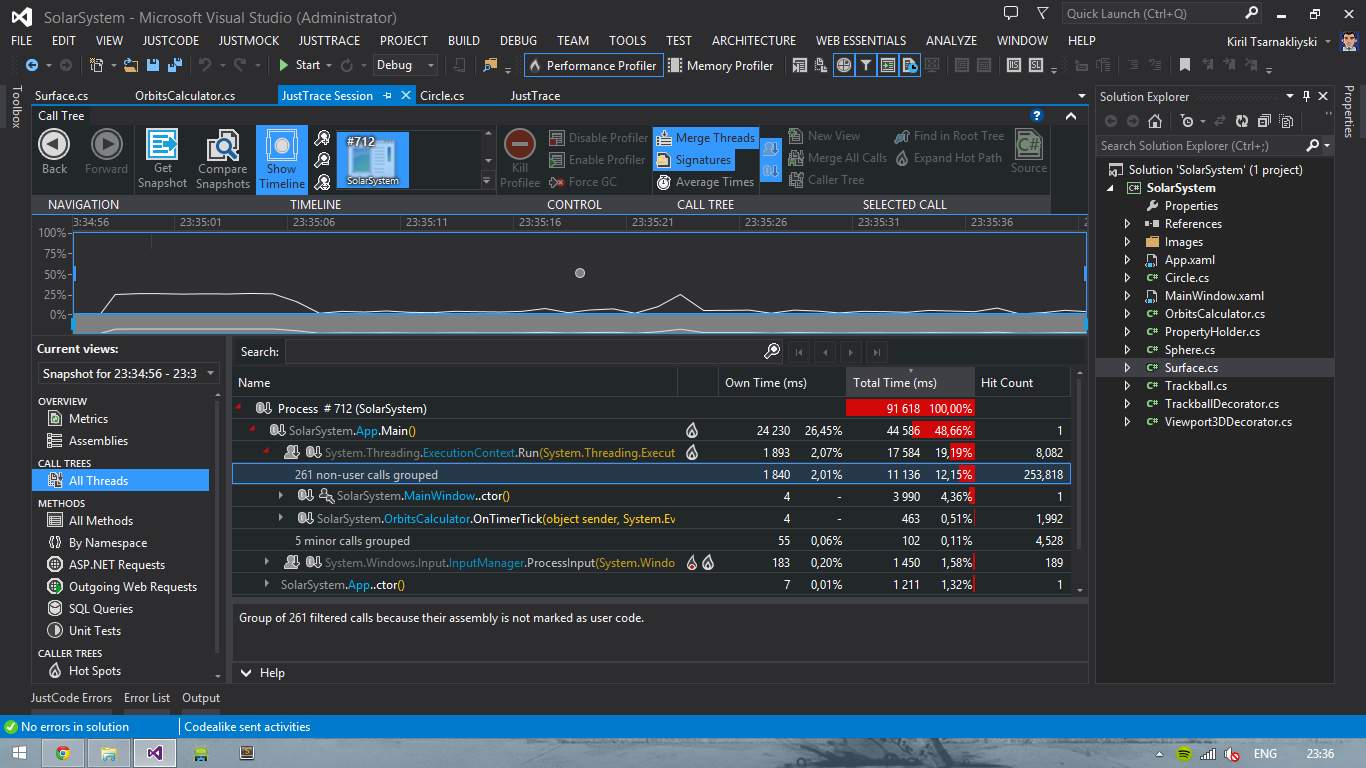 SolarSystem - Microsoft Visual Studio (Administrator)
Quick Launch (Ctrl+Q)
FILE EDIT VIEW JUSTCODE JUSTMOCK JUSTTRACE PROJECT BUILD DEBUG TEAM TOOLS TEST ARCHITECTURE WEB ESSENTIALS ANALYZE WINDOW HELP
Kiril Tsarnakliyski
Start Debug Performance Profiler Memory Profiler
Toolbox
Surface.cs OrbitsCalculator.cs JustTrace Session Circle.cs JustTrace
Call Tree
Back Forward
Get Snapshot
Compare Snapshots
Show Timeline
#712
SolarSystem
Kill Profilee
Disable Profiler
Enable Profiler
Force GC
Merge Threads
Signatures
Average Times
New View
Merge All Calls
Caller Tree
Find in Root Tree
Expand Hot Path
Source
NAVIGATION TIMELINE CONTROL CALL TREE SELECTED CALL
3:34:56 23:35:01 23:35:06 23:35:11 23:35:16 23:35:21 23:35:26 23:35:31 23:35:36
100%
75%
50%
25%
0%
Current views:
Snapshot for 23:34:56 - 23:3
OVERVIEW
Metrics
Assemblies
CALL TREES
All Threads
METHODS
All Methods
By Namespace
ASP.NET Requests
Outgoing Web Requests
SQL Queries
Unit Tests
CALLER TREES
Hot Spots
Search:
Name Own Time (ms) Total Time (ms) Hit Count
Process # 712 (SolarSystem) 91 618 100,00%
SolarSystem.App.Main() 24 230 26,45% 44 586 48,66% 1
System.Threading.ExecutionContext.Run(System.Threading.Execut 1 893 2,07% 17 584 19,19% 8,082
261 non-user calls grouped 1 840 2,01% 11 136 12,15% 253,818
SolarSystem.MainWindow..ctor() 4 - 3 990 4,36% 1
SolarSystem.OrbitsCalculator.OnTimerTick(object sender, System.Ev 4 - 463 0,51% 1,992
5 minor calls grouped 55 0,06% 102 0,11% 4,528
System.Windows.Input.InputManager.ProcessInput(System.Windo 183 0,20% 1 450 1,58% 189
SolarSystem.App..ctor() 7 0,01% 1 211 1,32% 1
Group of 261 filtered calls because their assembly is not marked as user code.
Help
Solution Explorer
Search Solution Explorer (Ctrl+;)
Solution 'SolarSystem' (1 project)
SolarSystem
Properties
References
Images
App.xaml
Circle.cs
MainWindow.xaml
OrbitsCalculator.cs
PropertyHolder.cs
Sphere.cs
Surface.cs
Trackball.cs
TrackballDecorator.cs
Viewport3DDecorator.cs
Properties
JustCode Errors Error List Output
No errors in solution Codealike sent activities
ENG 23:36